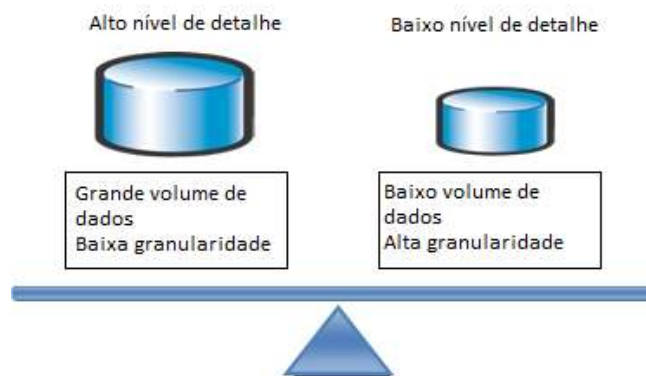 Alto nível de detalhe
Baixo nível de detalhe
Grande volume de
dados
Baixa granularidade
Baixo volume de
dados
Alta granularidade